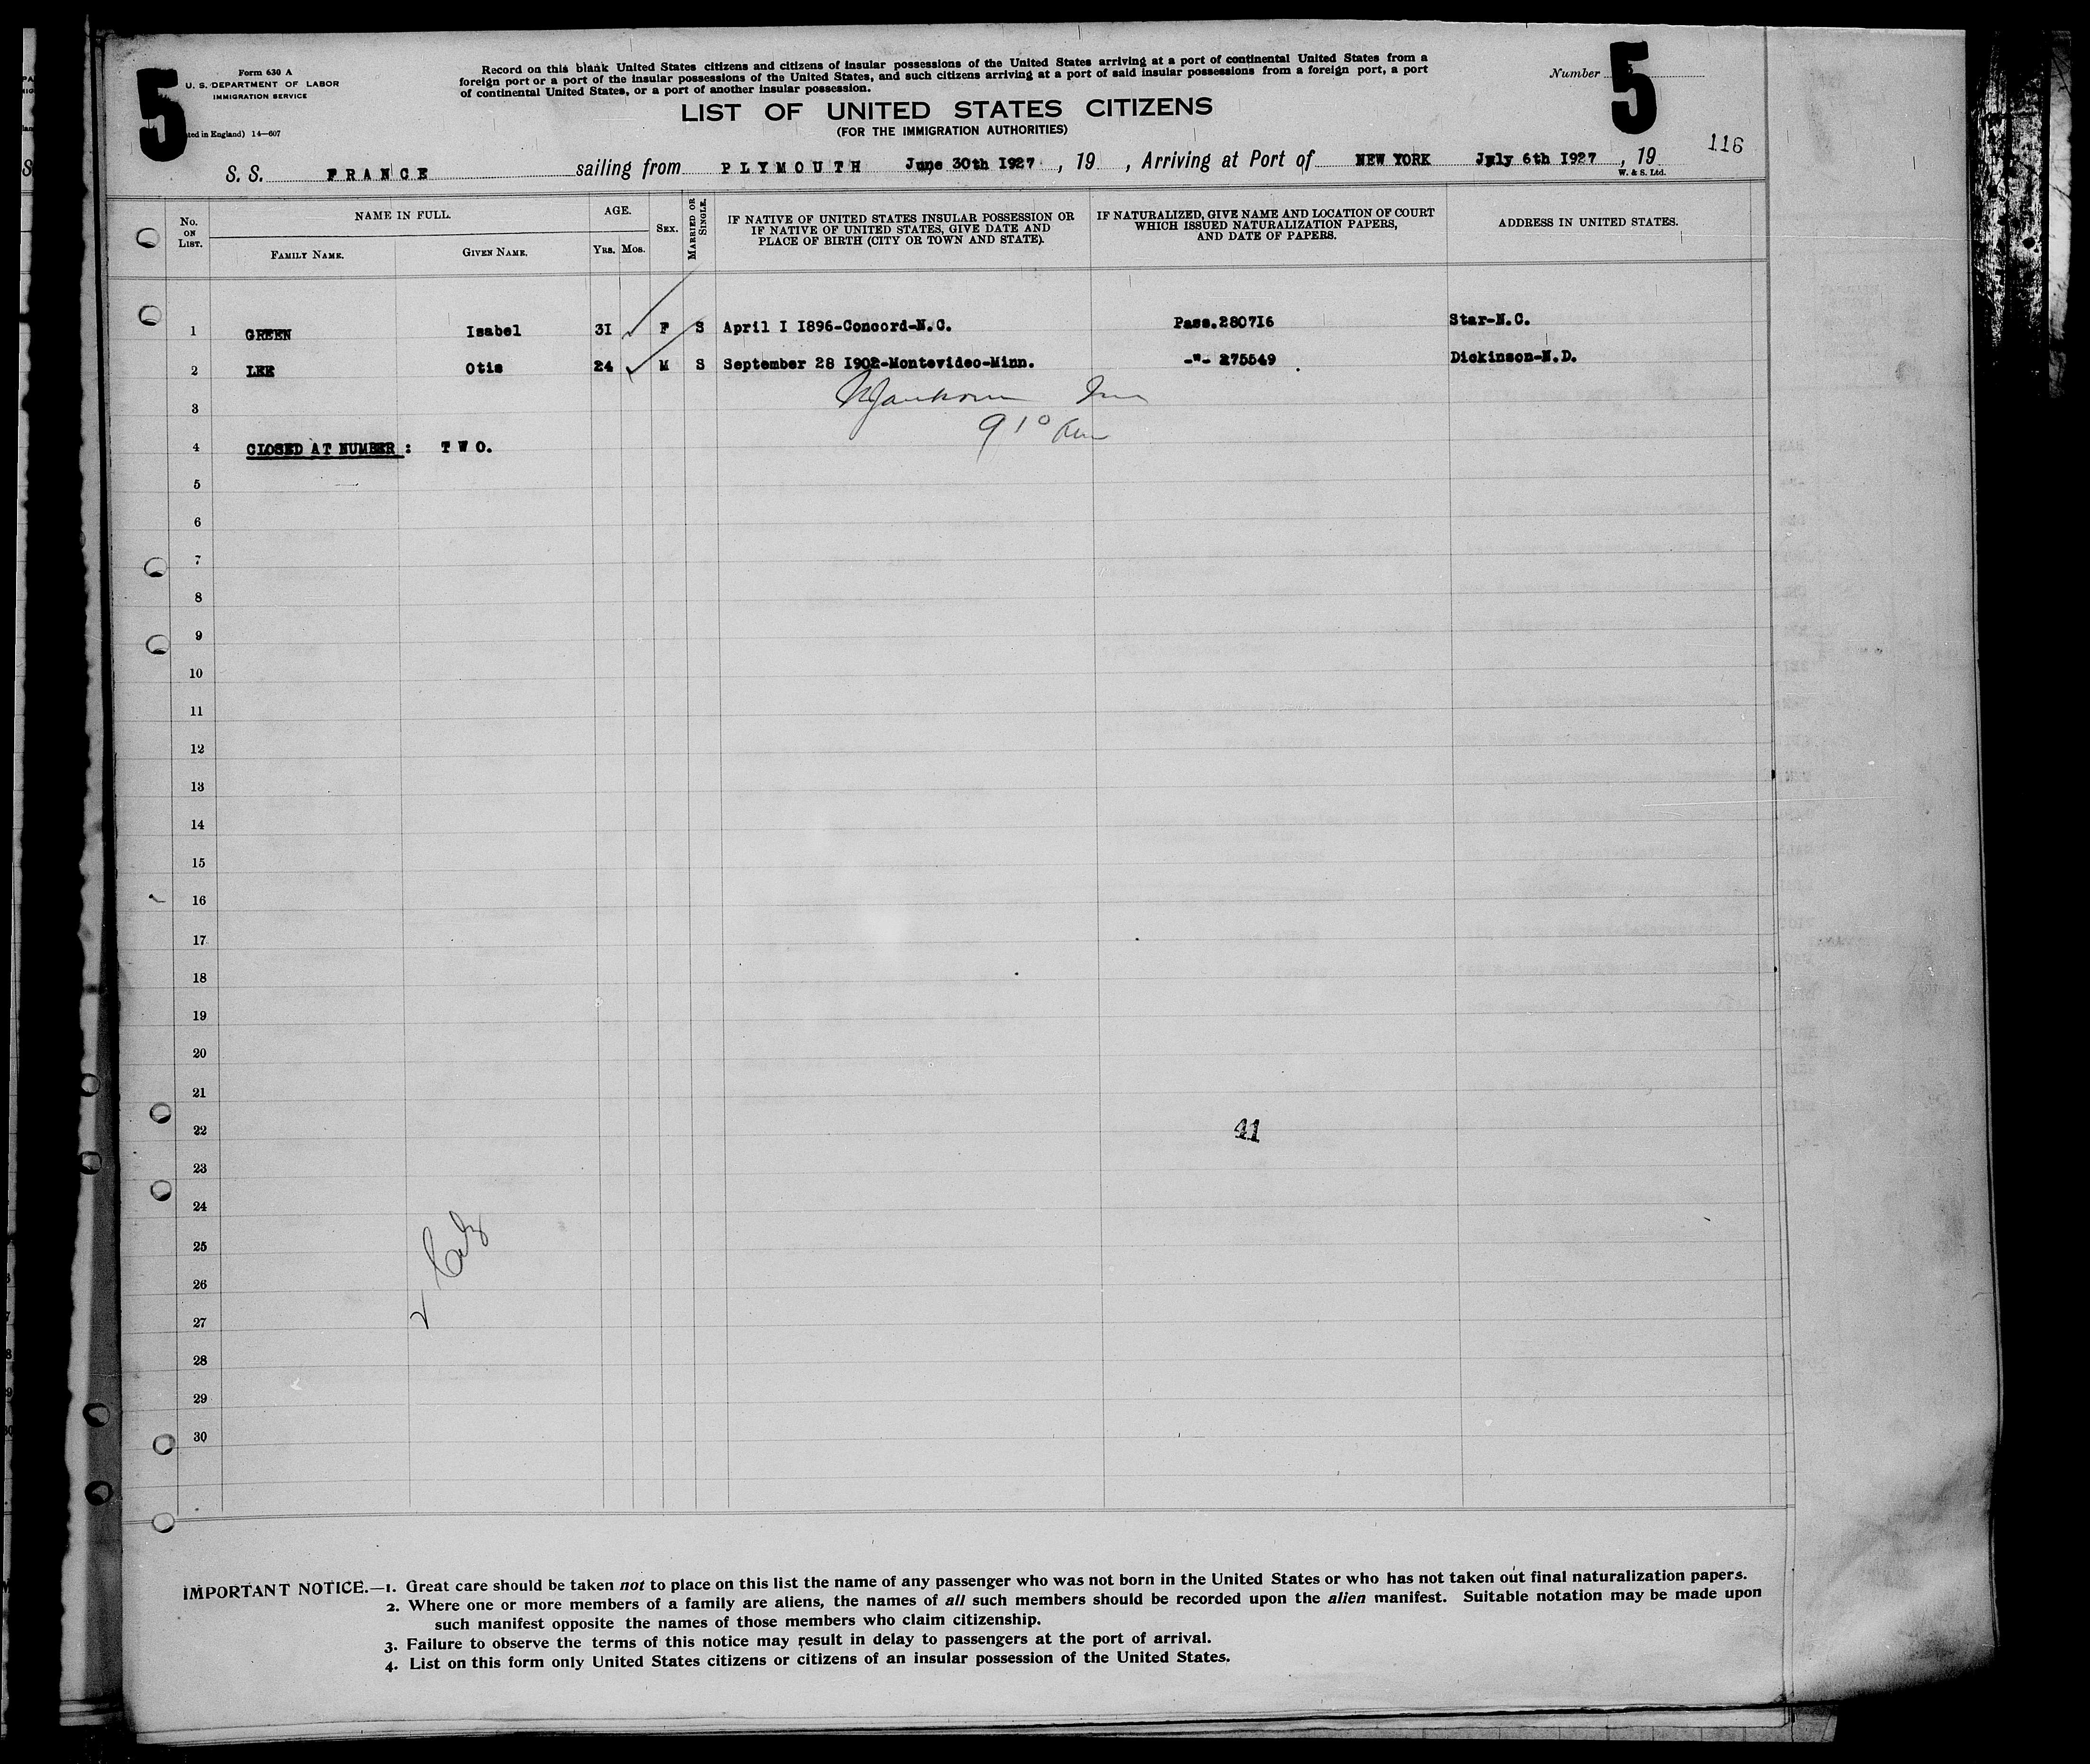 5
Form 630 A
U. S. DEPARTMENT OF LABOR
IMMIGRATION SERVICE
ted in England) 14—607
Record on this blank United States citizens and citizens of insular possessions of the United States arriving at a port of continental United States from a
foreign port or a port of the insular possessions of the United States, and such citizens arriving at a port of said insular possessions from a foreign port, a port
of continental United States, or a port of another insular possession.
LIST OF UNITED STATES CITIZENS
(FOR THE IMMIGRATION AUTHORITIES)
Number 5
116
S. S. FRANCE sailing from PLYMOUTH June 30th 1927 , 19 , Arriving at Port of NEW YORK July 6th 1927 , 19
W. & S. Ltd.
No. ON LIST.
NAME IN FULL.
FAMILY NAME. GIVEN NAME.
AGE.
YRS. MOS.
SEX.
MARRIED OR SINGLE.
IF NATIVE OF UNITED STATES INSULAR POSSESSION OR
IF NATIVE OF UNITED STATES, GIVE DATE AND
PLACE OF BIRTH (CITY OR TOWN AND STATE).
IF NATURALIZED, GIVE NAME AND LOCATION OF COURT
WHICH ISSUED NATURALIZATION PAPERS,
AND DATE OF PAPERS.
ADDRESS IN UNITED STATES.
1 GREEN Isabel 3I F S April I I896-Concord-N.C. Pass.2807I6 Star-N.C.
2 LEE Otis 24 M S September 28 I902-Montevideo-Minn. -"- 275549 Dickinson-N.D.
3
4 CLOSED AT NUMBER : T W O.
5
6
7
8
9
10
11
12
13
14
15
16
17
18
19
20
21
22 41
23
24
25
26
27
28
29
30
IMPORTANT NOTICE.—1. Great care should be taken not to place on this list the name of any passenger who was not born in the United States or who has not taken out final naturalization papers.
2. Where one or more members of a family are aliens, the names of all such members should be recorded upon the alien manifest. Suitable notation may be made upon
such manifest opposite the names of those members who claim citizenship.
3. Failure to observe the terms of this notice may result in delay to passengers at the port of arrival.
4. List on this form only United States citizens or citizens of an insular possession of the United States.